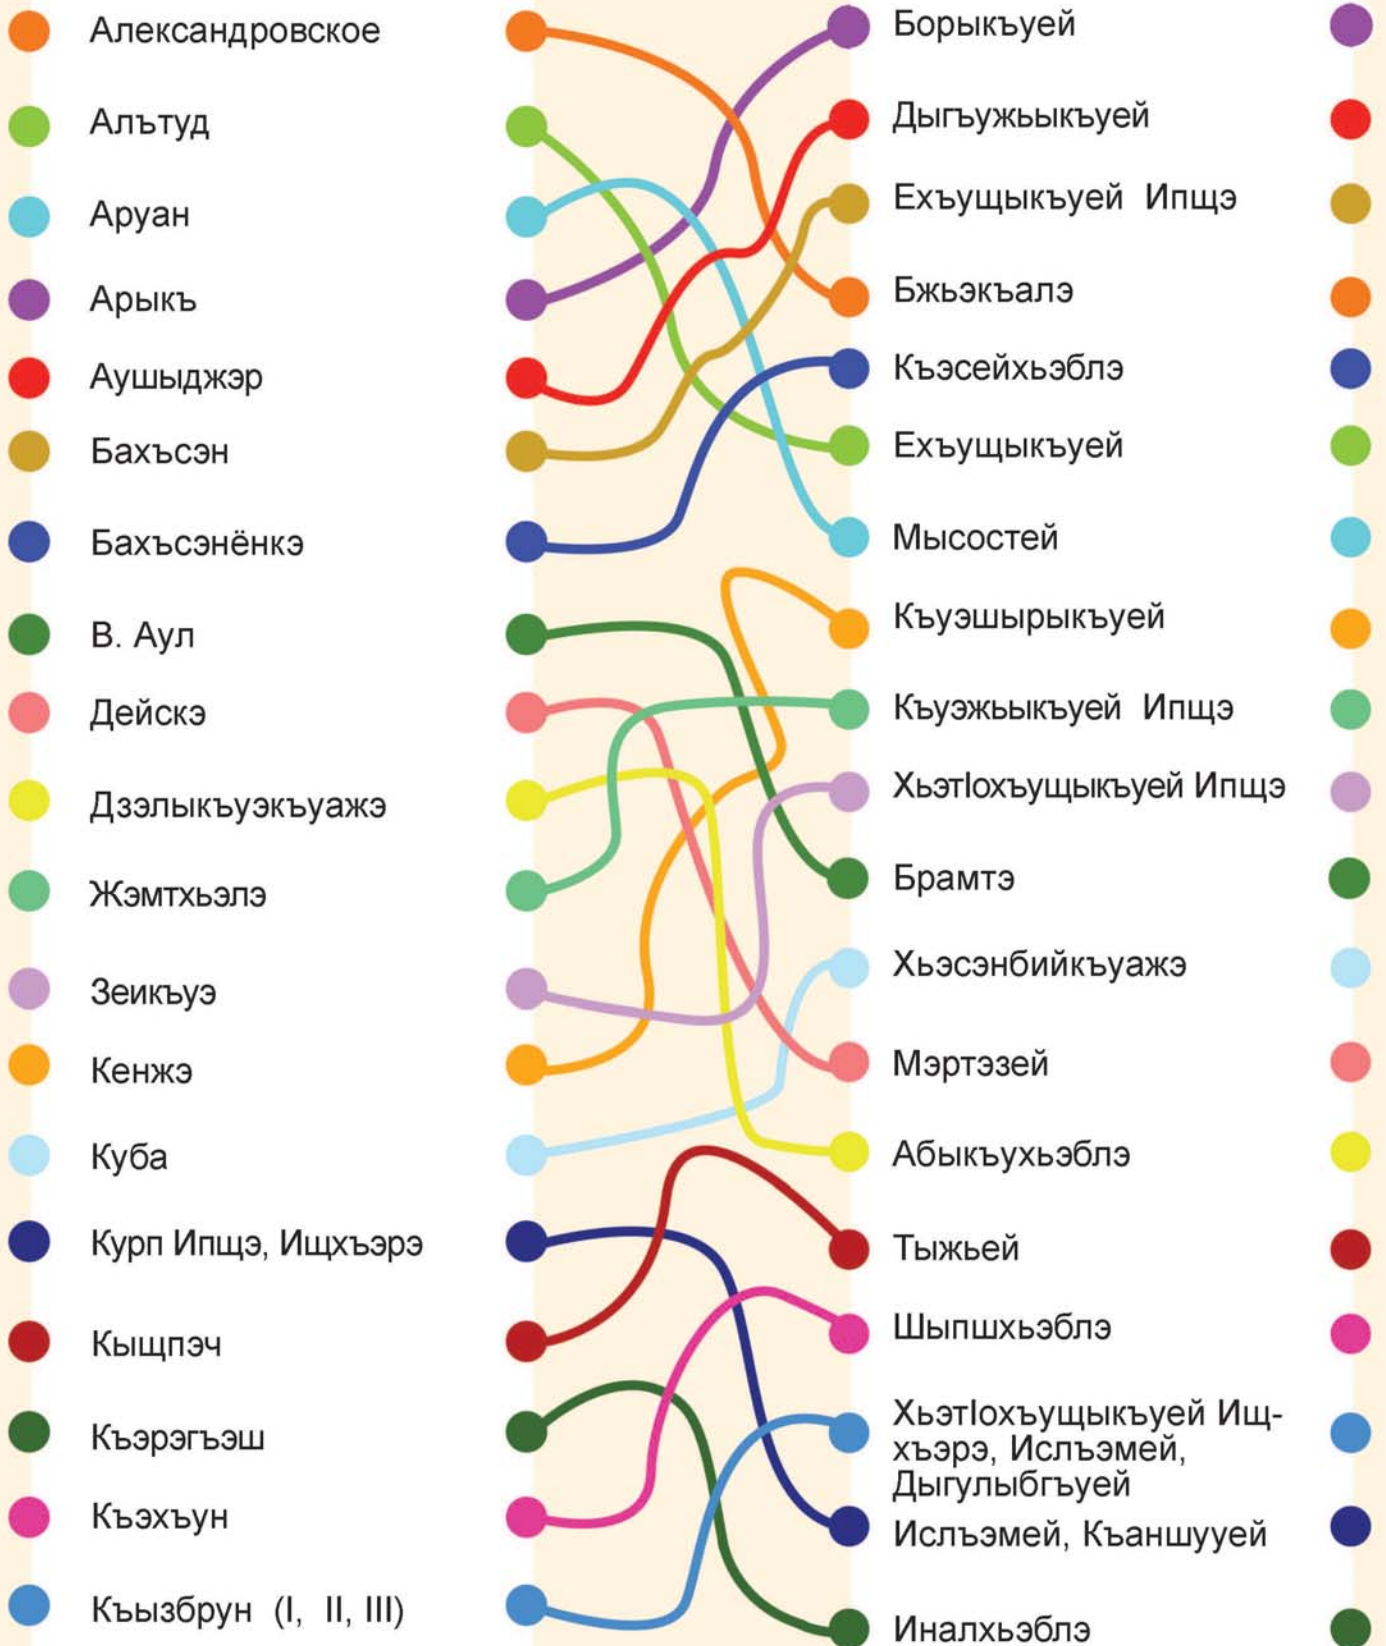 Александровское
Алътуд
Аруан
Арыкъ
Аушыджэр
Бахъсэн
Бахъсэнёнкэ
В. Аул
Дейскэ
Дзэлыкъуэкъуажэ
Жэмтхьэлэ
Зеикъуэ
Кенжэ
Куба
Курп Ипщэ, Ищхъэрэ
Кыщпэч
Къэрэгъэш
Къэхъун
Къызбрун (I, II, III)
Борыкъуей
Дыгъужьыкъуей
Ехъущыкъуей Ипщэ
Бжьэкъалэ
Къэсейхьэблэ
Ехъущыкъуей
Мысостей
Къуэшырыкъуей
Къуэжьыкъуей Ипщэ
ХьэтIохъущыкъуей Ипщэ
Брамтэ
Хьэсэнбийкъуажэ
Мэртэзей
Абыкъухьэблэ
Тыжьей
Шыпшхьэблэ
ХьэтIохъущыкъуей Ищ-
хъэрэ, Ислъэмей,
Дыгулыбгъуей
Ислъэмей, Къаншууей
Иналхьэблэ